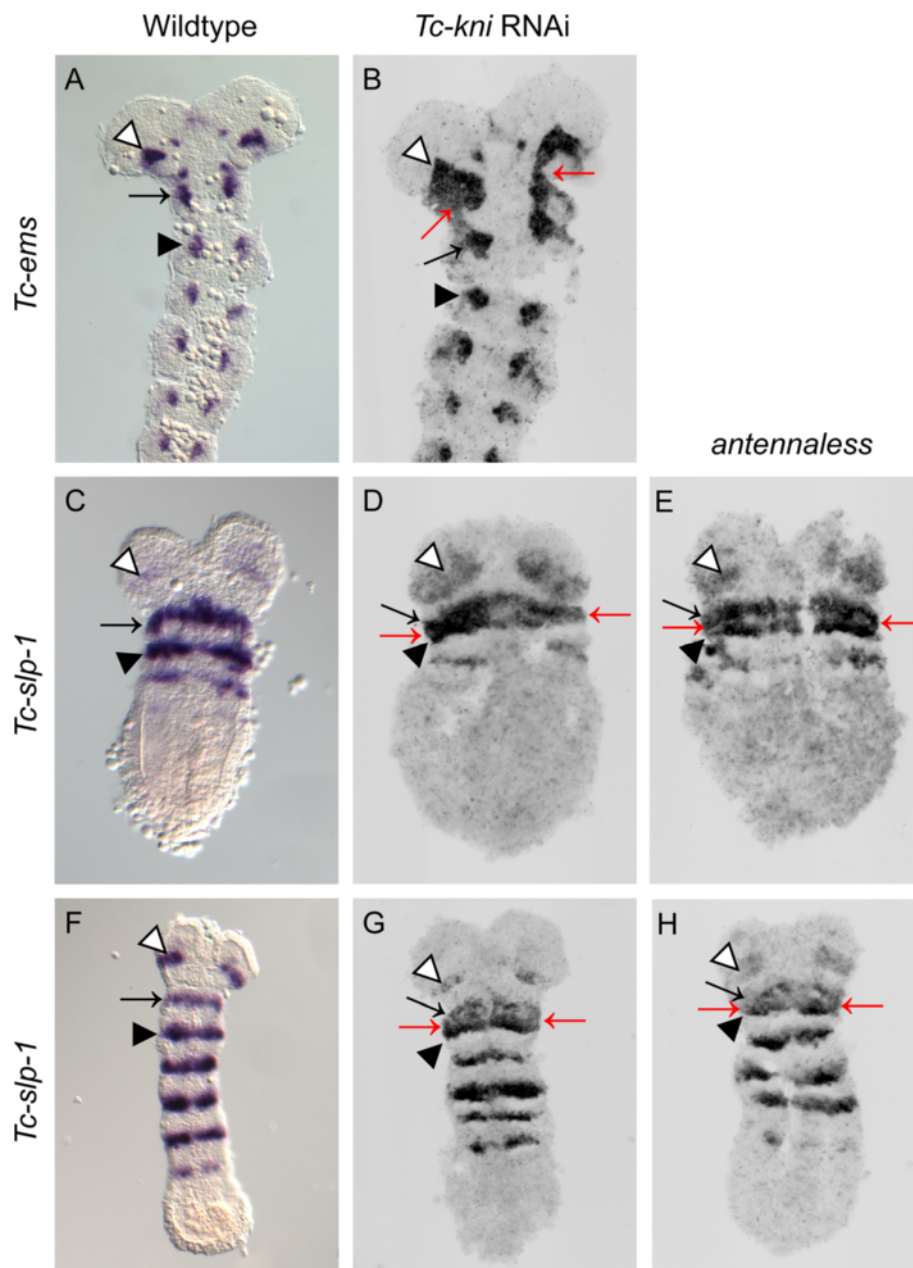 Wildtype
Tc-kni RNAi
A
B
Tc-ems
antennaless
C
D
E
Tc-slp-1
F
G
H
Tc-slp-1